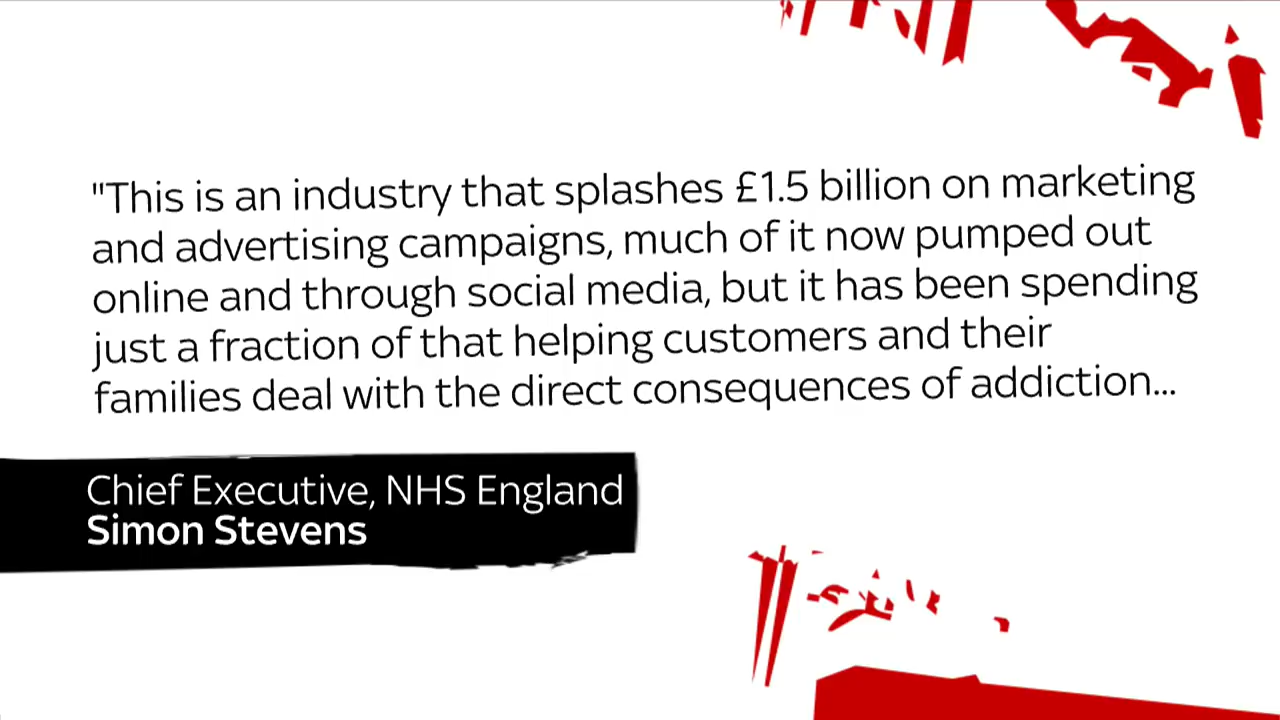 "This is an industry that splashes £1.5 billion on marketing
and advertising campaigns, much of it now pumped out
online and through social media, but it has been spending
just a fraction of that helping customers and their
families deal with the direct consequences of addiction...
Chief Executive, NHS England
Simon Stevens